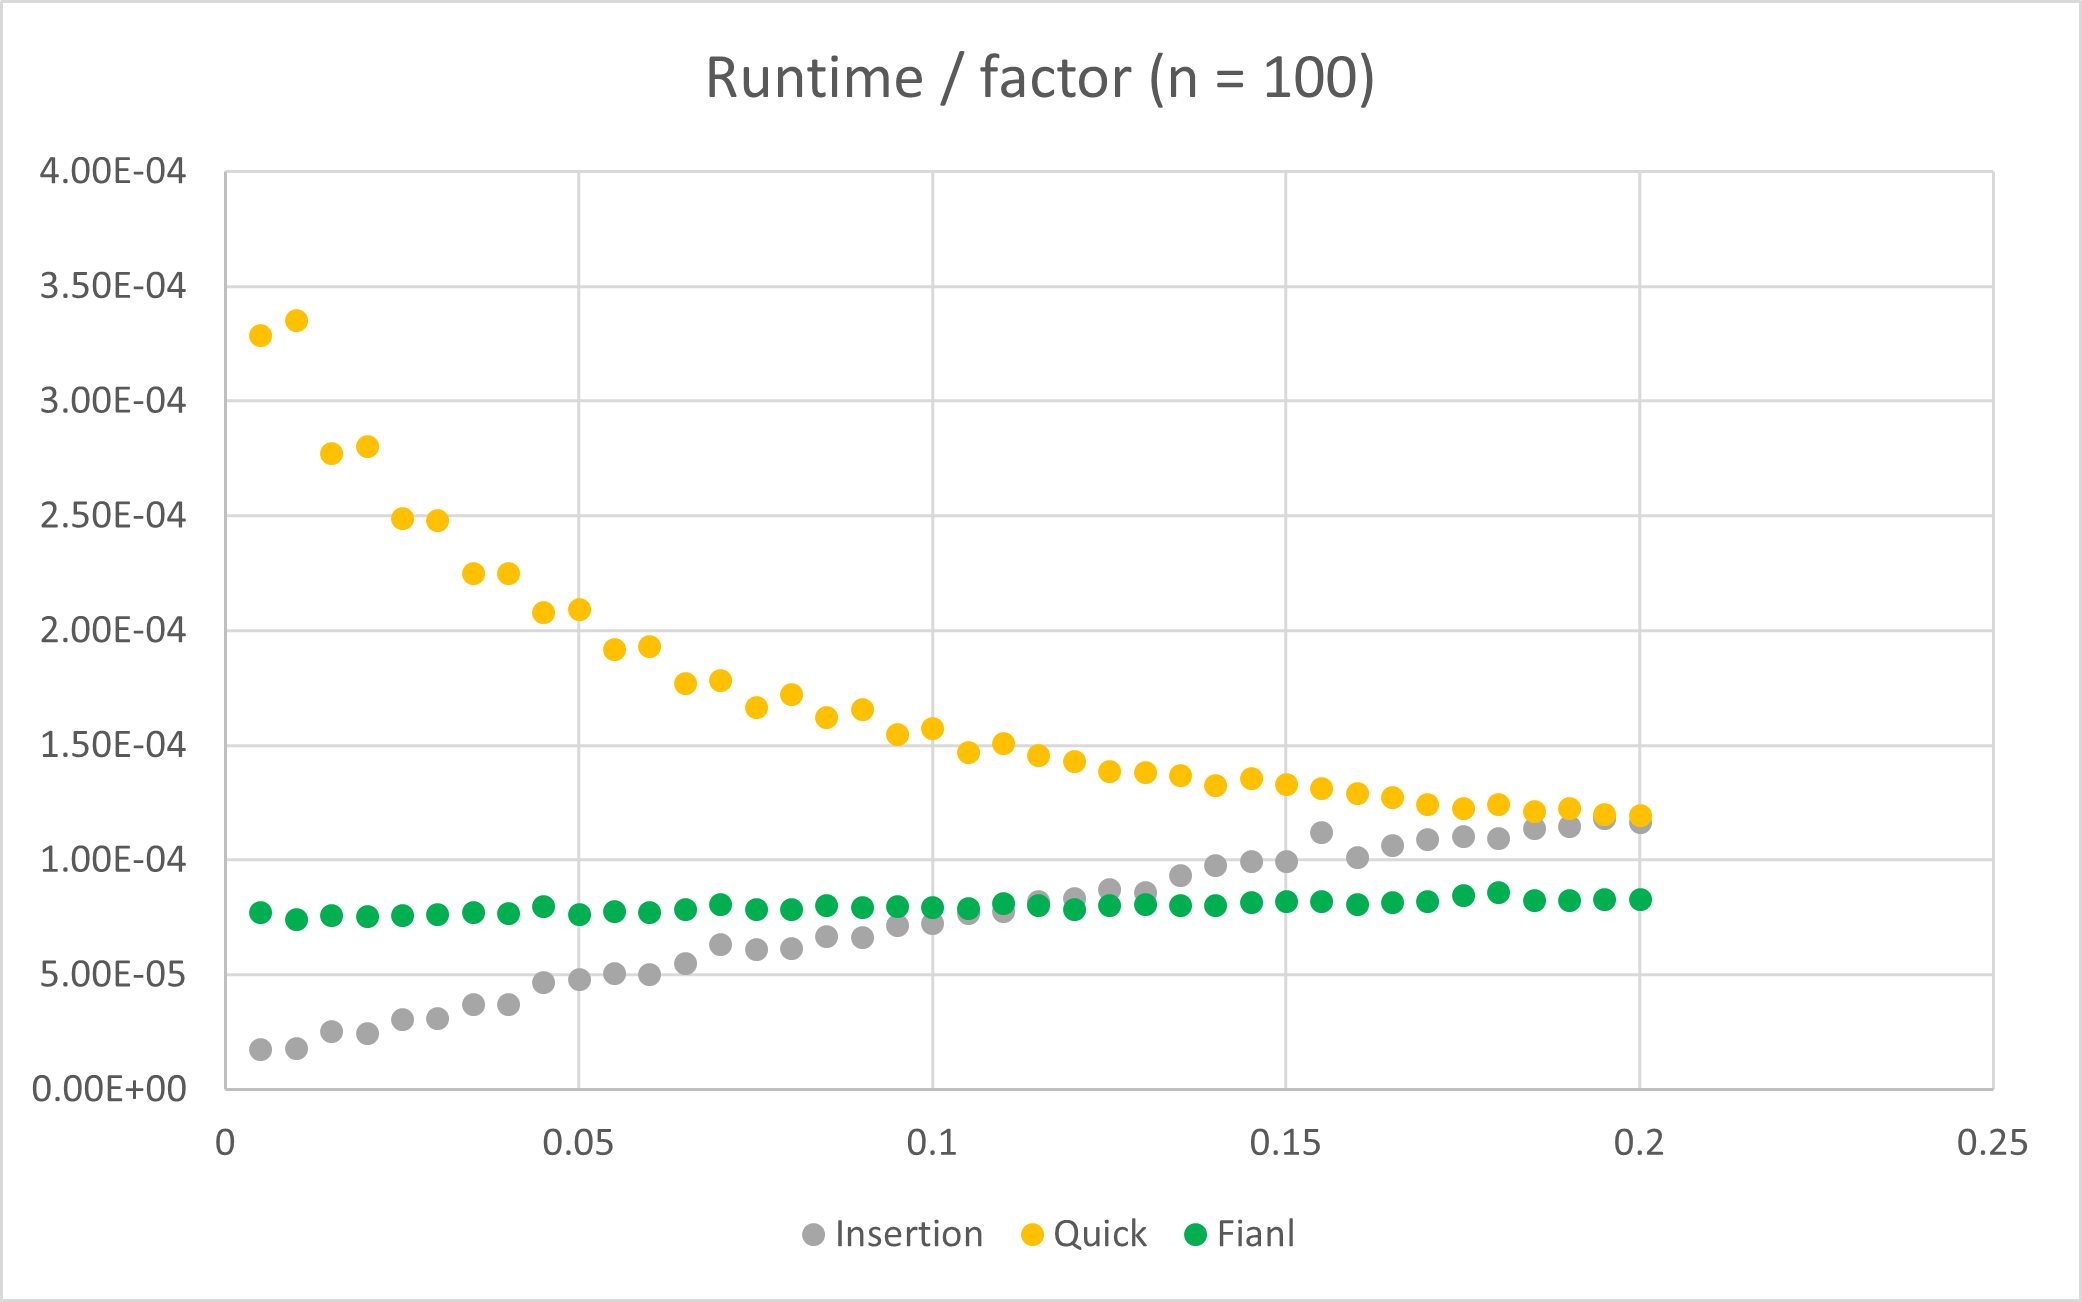 Runtime / factor (n = 100)
4.00E-04
3.50E-04
3.00E-04
2.50E-04
2.00E-04
1.50E-04
1.00E-04
5.00E-05
0.00E+00
0 0.05 0.1 0.15 0.2 0.25
Insertion Quick Fianl